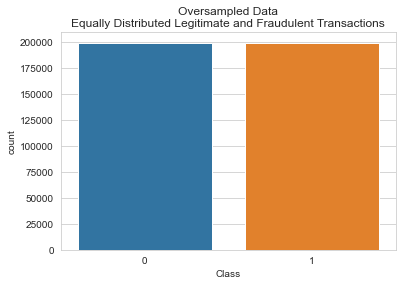 Oversampled Data
Equally Distributed Legitimate and Fraudulent Transactions
200000
175000
150000
125000
100000
75000
50000
25000
0
count
0 1
Class